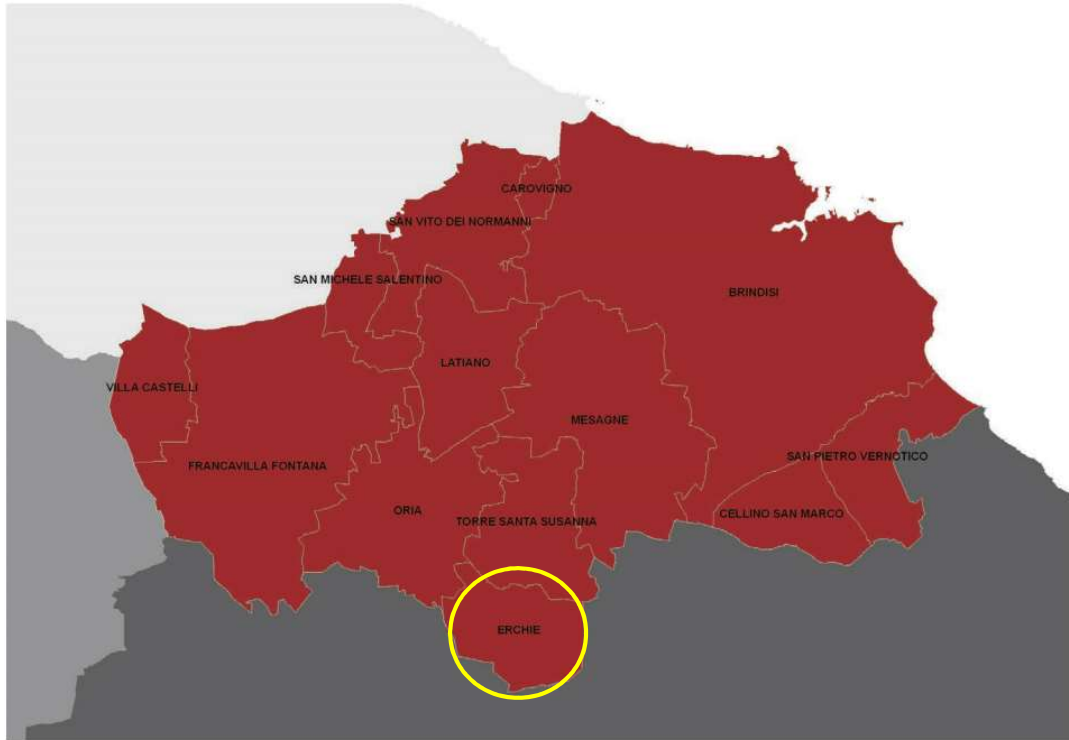 CAROVIGNO
SAN VITO DEI NORMANNI
SAN MICHELE SALENTINO
BRINDISI
LATIANO
VILLA CASTELLI
MESAGNE
SAN PIETRO VERNOTICO
FRANCAVILLA FONTANA
ORIA
CELLINO SAN MARCO
TORRE SANTA SUSANNA
ERCHIE